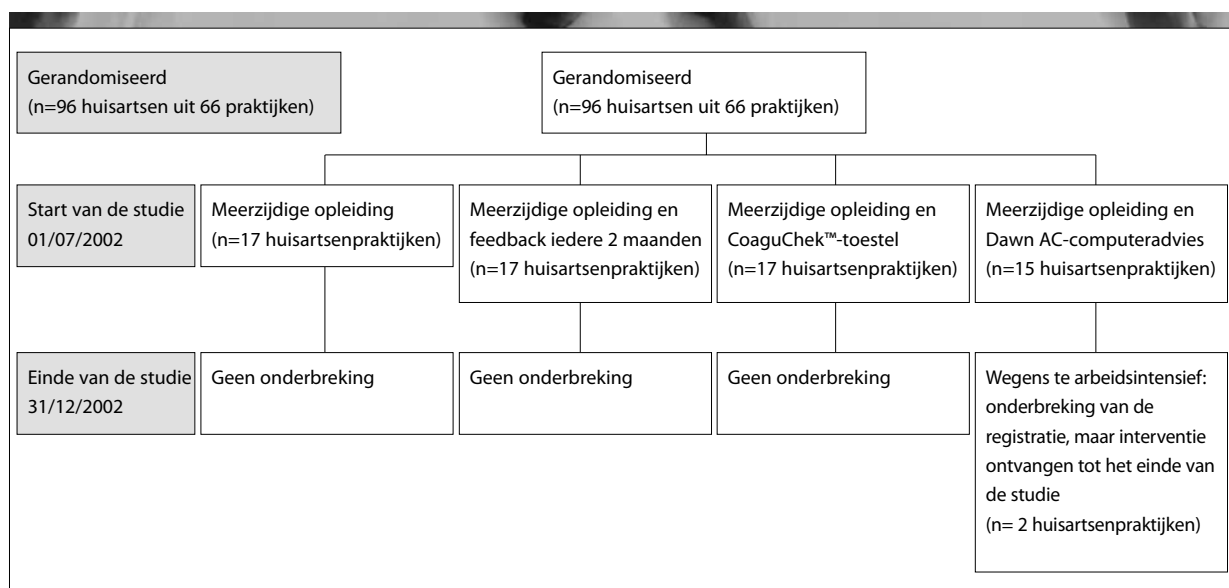 Gerandomiseerd
(n=96 huisartsen uit 66 praktijken)
Gerandomiseerd
(n=96 huisartsen uit 66 praktijken)
Start van de studie
01/07/2002
Meerzijdige opleiding
(n=17 huisartsenpraktijken)
Meerzijdige opleiding en
feedback iedere 2 maanden
(n=17 huisartsenpraktijken)
Meerzijdige opleiding en
CoaguChek™-toestel
(n=17 huisartsenpraktijken)
Meerzijdige opleiding en
Dawn AC-computeradvies
(n=15 huisartsenpraktijken)
Einde van de studie
31/12/2002
Geen onderbreking
Geen onderbreking
Geen onderbreking
Wegens te arbeidsintensief:
onderbreking van de
registratie, maar interventie
ontvangen tot het einde van
de studie
(n= 2 huisartsenpraktijken)